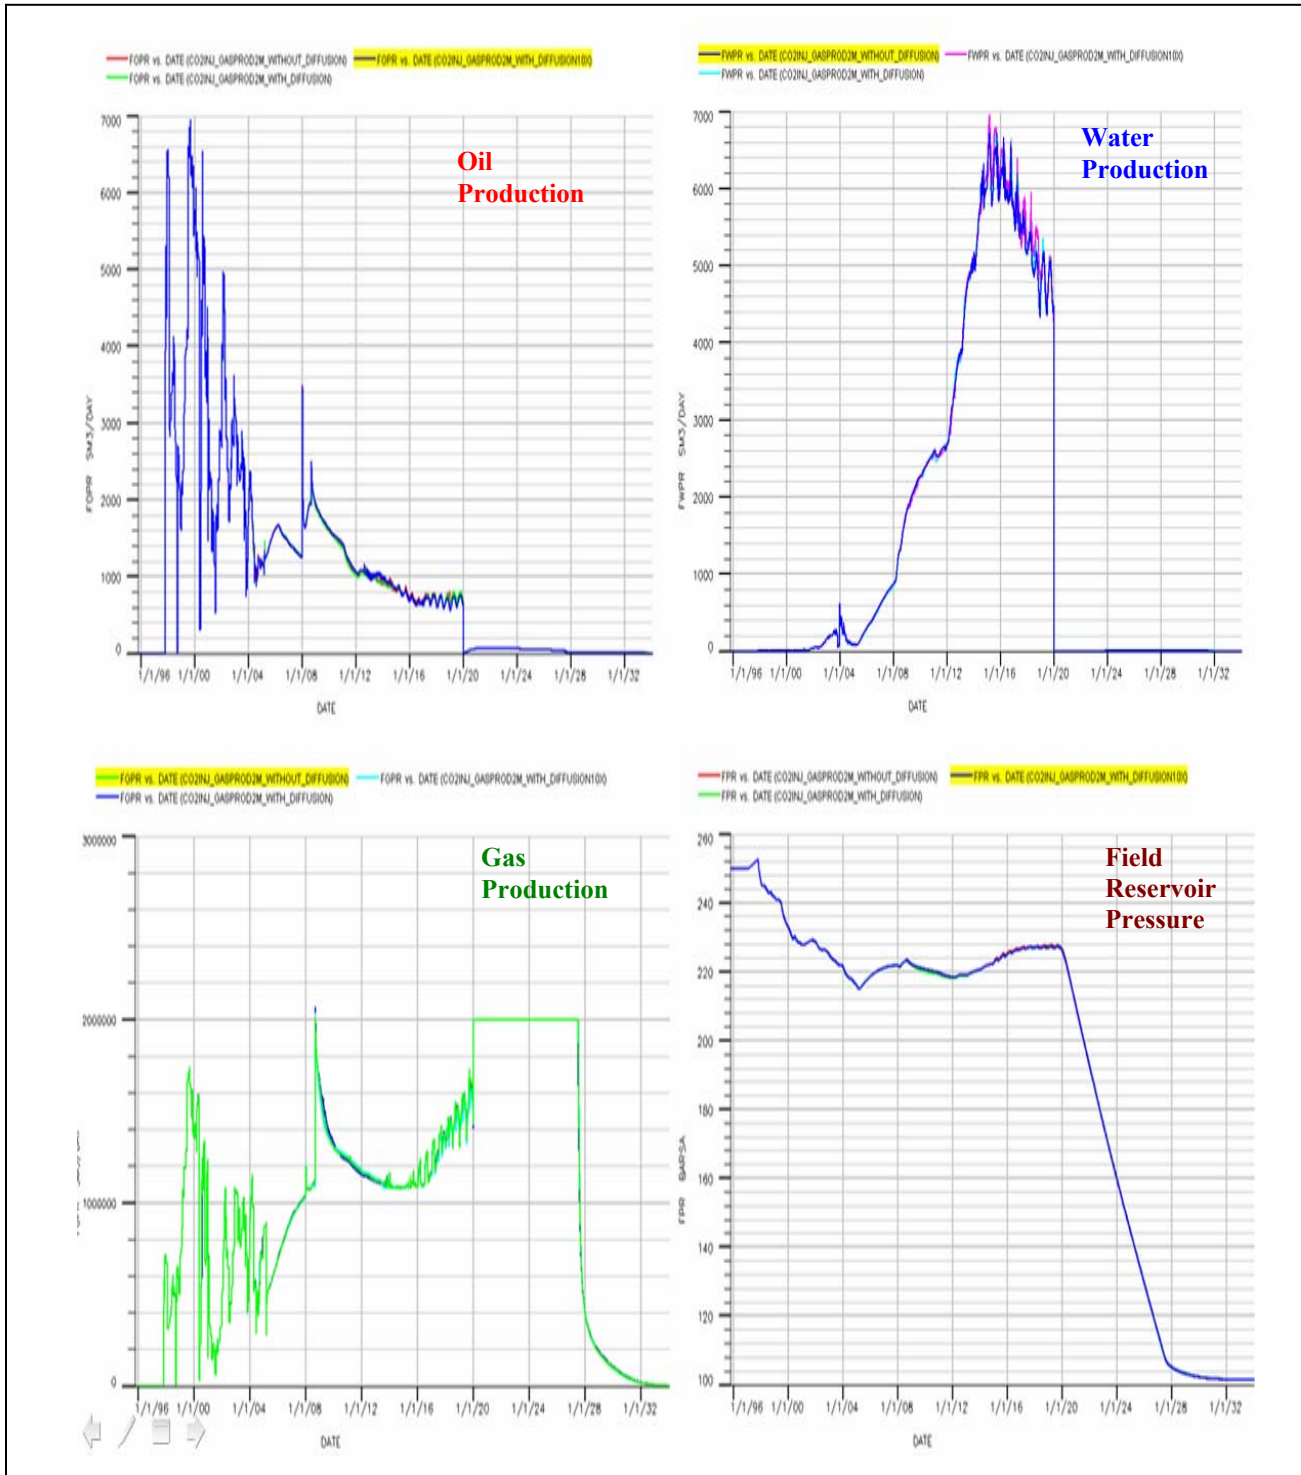 FOPR vs. DATE (CO2INJ_GASPROD2M_WITHOUT_DIFFUSION) FOPR vs. DATE (CO2INJ_GASPROD2M_WITH_DIFFUSION10X)
FOPR vs. DATE (CO2INJ_GASPROD2M_WITH_DIFFUSION)
Oil
Production
7000
6000
5000
4000
3000
2000
1000
0
FOPR SM3/DAY
1/1/96 1/1/00 1/1/04 1/1/08 1/1/12 1/1/16 1/1/20 1/1/24 1/1/28 1/1/32
DATE
FWPR vs. DATE (CO2INJ_GASPROD2M_WITHOUT_DIFFUSION) FWPR vs. DATE (CO2INJ_GASPROD2M_WITH_DIFFUSION10X)
FWPR vs. DATE (CO2INJ_GASPROD2M_WITH_DIFFUSION)
Water
Production
7000
6000
5000
4000
3000
2000
1000
0
FWPR SM3/DAY
1/1/96 1/1/00 1/1/04 1/1/08 1/1/12 1/1/16 1/1/20 1/1/24 1/1/28 1/1/32
DATE
FGPR vs. DATE (CO2INJ_GASPROD2M_WITHOUT_DIFFUSION) FGPR vs. DATE (CO2INJ_GASPROD2M_WITH_DIFFUSION10X)
FGPR vs. DATE (CO2INJ_GASPROD2M_WITH_DIFFUSION)
Gas
Production
3000000
2000000
1000000
0
1/1/96 1/1/00 1/1/04 1/1/08 1/1/12 1/1/16 1/1/20 1/1/24 1/1/28 1/1/32
DATE
FPR vs. DATE (CO2INJ_GASPROD2M_WITHOUT_DIFFUSION) FPR vs. DATE (CO2INJ_GASPROD2M_WITH_DIFFUSION10X)
FPR vs. DATE (CO2INJ_GASPROD2M_WITH_DIFFUSION)
Field
Reservoir
Pressure
260
240
220
200
180
160
140
120
100
FPR BARSA
1/1/96 1/1/00 1/1/04 1/1/08 1/1/12 1/1/16 1/1/20 1/1/24 1/1/28 1/1/32
DATE